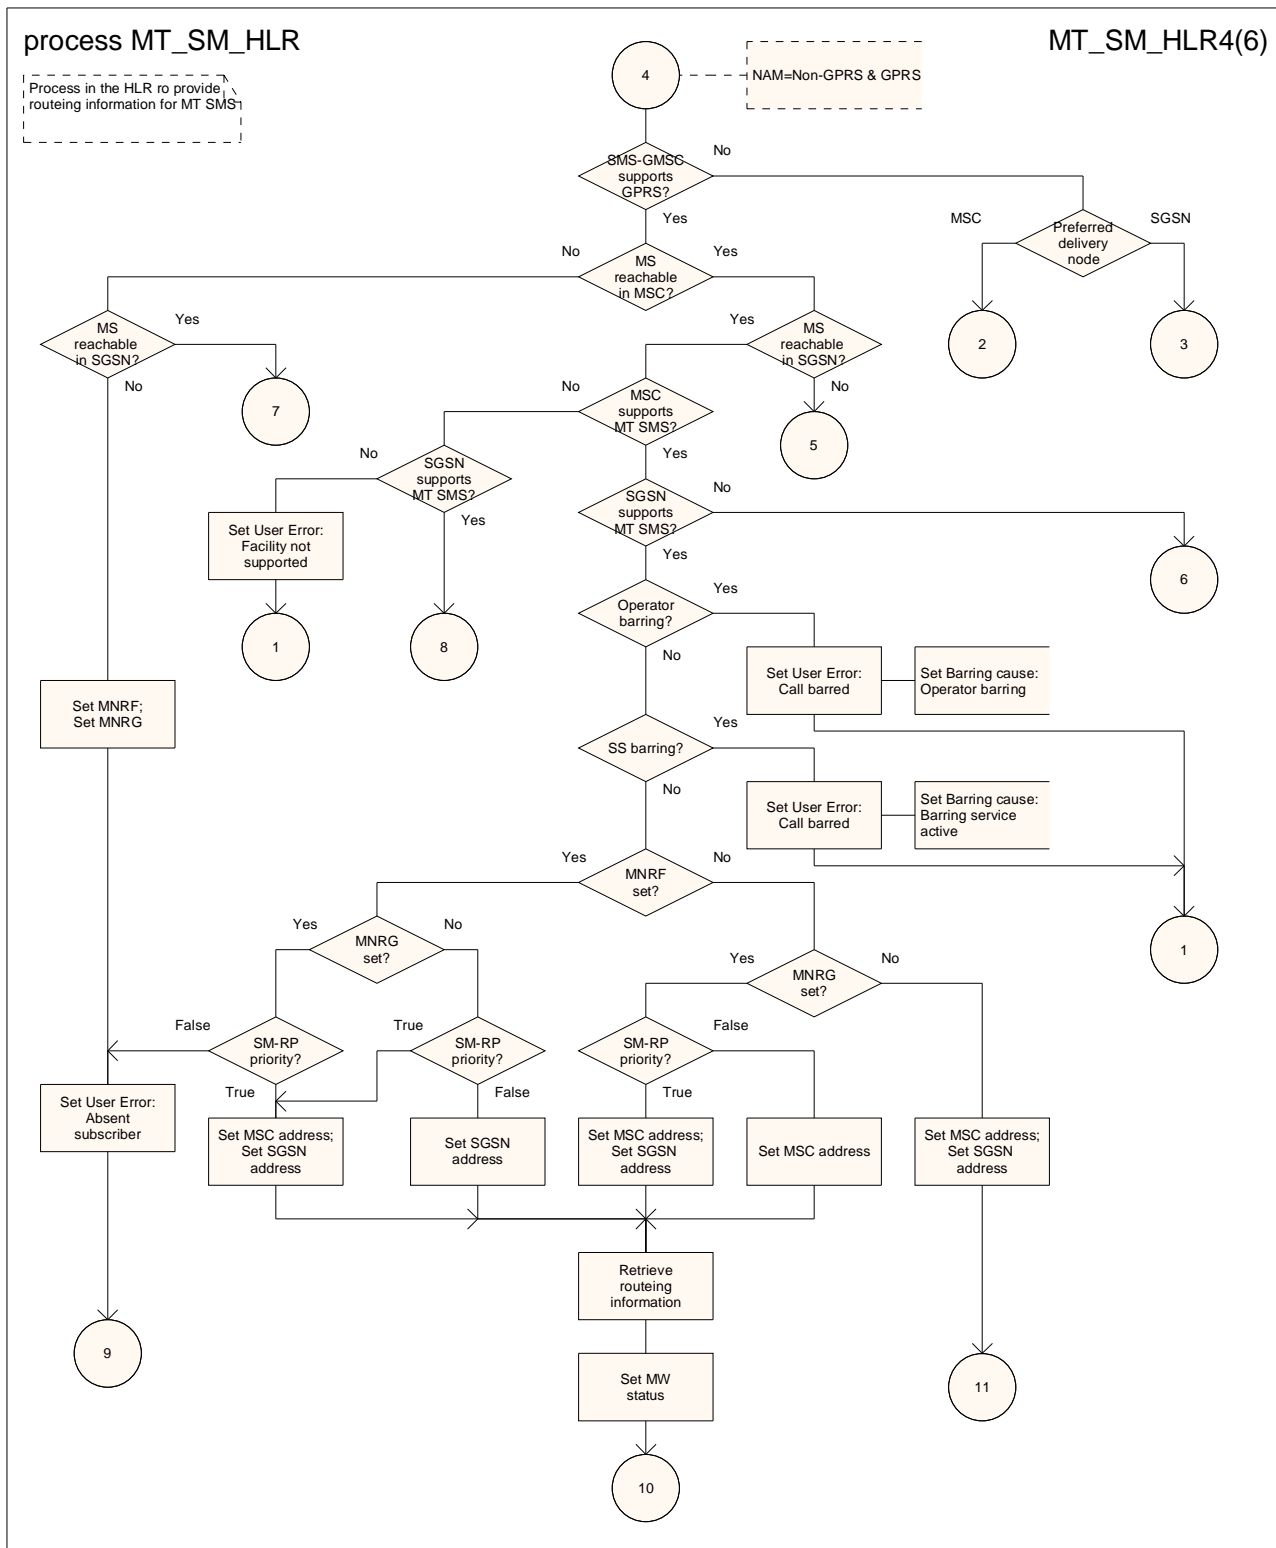 process MT_SM_HLR
MT_SM_HLR4(6)
Process in the HLR ro provide
routeing information for MT SMS
4
NAM=Non-GPRS & GPRS
SMS-GMSC
supports
GPRS?
No
Yes
MSC
Preferred
delivery
node
SGSN
No
MS
reachable
in MSC?
Yes
MS
reachable
in SGSN?
Yes
No
Yes
MS
reachable
in SGSN?
No
2
3
7
No
MSC
supports
MT SMS?
Yes
5
No
SGSN
supports
MT SMS?
Yes
SGSN
supports
MT SMS?
No
Yes
Set User Error:
Facility not
supported
6
1
8
Operator
barring?
Yes
No
Set User Error:
Call barred
Set Barring cause:
Operator barring
Set MNRF;
Set MNRG
SS barring?
Yes
No
Set User Error:
Call barred
Set Barring cause:
Barring service
active
Yes
MNRF
set?
No
1
Yes
MNRG
set?
No
Yes
MNRG
set?
No
False
SM-RP
priority?
True
True
SM-RP
priority?
False
SM-RP
priority?
False
True
Set User Error:
Absent
subscriber
Set MSC address;
Set SGSN
address
Set SGSN
address
Set MSC address;
Set SGSN
address
Set MSC address
Set MSC address;
Set SGSN
address
Retrieve
routeing
information
9
Set MW
status
11
10